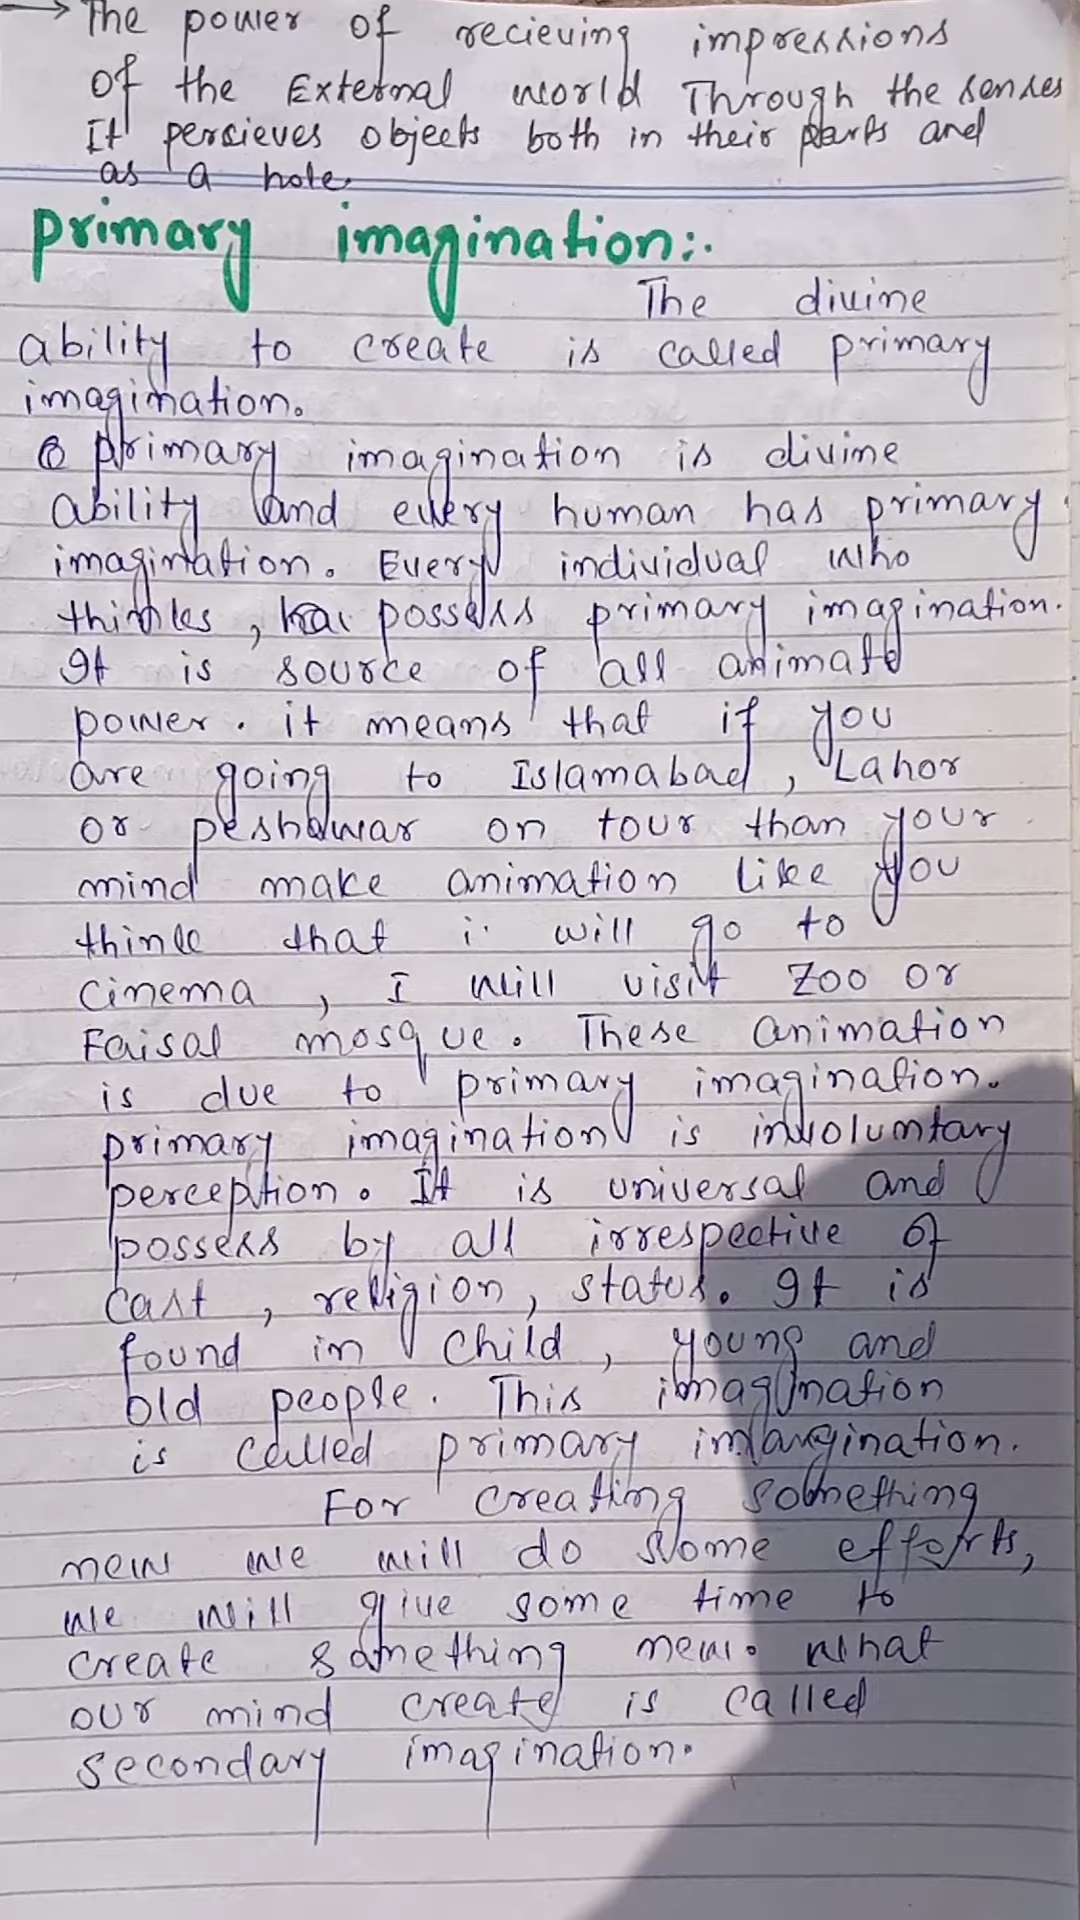 → The power of recieving impressions
of the External world Through the senses
It percieves objects both in their parts and
as a hole.
primary imagination:.
The divine
ability to create is called primary
imagination.
primary imagination is divine
ability and every human has primary
imagination. Every individual who
thinks, possess primary imagination.
It is source of all animate
power. it means that if you
are going to Islamabad, Lahor
or peshawar on tour than your
mind make animation like you
think that i will go to
cinema, I will visit zoo or
Faisal mosque. These animation
is due to primary imagination.
primary imagination is involuntary
perception. It is universal and
possess by all irrespective of
cast, religion, status. It is
found in child, young and
old people. This imagination
is called primary imargination.
For creating something
new we will do some efforts,
we will give some time to
create something new. what
our mind create is called
secondary imagination.